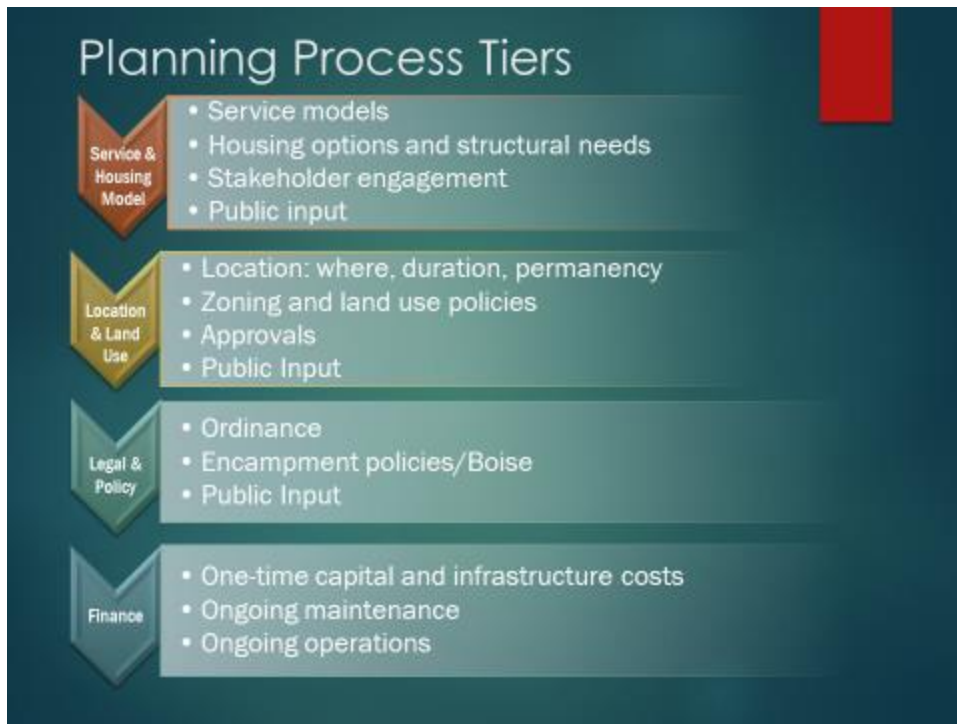 Planning Process Tiers
Service &
Housing
Model
• Service models
• Housing options and structural needs
• Stakeholder engagement
• Public input
Location
& Land
Use
• Location: where, duration, permanency
• Zoning and land use policies
• Approvals
• Public Input
Legal &
Policy
• Ordinance
• Encampment policies/Boise
• Public Input
Finance
• One-time capital and infrastructure costs
• Ongoing maintenance
• Ongoing operations